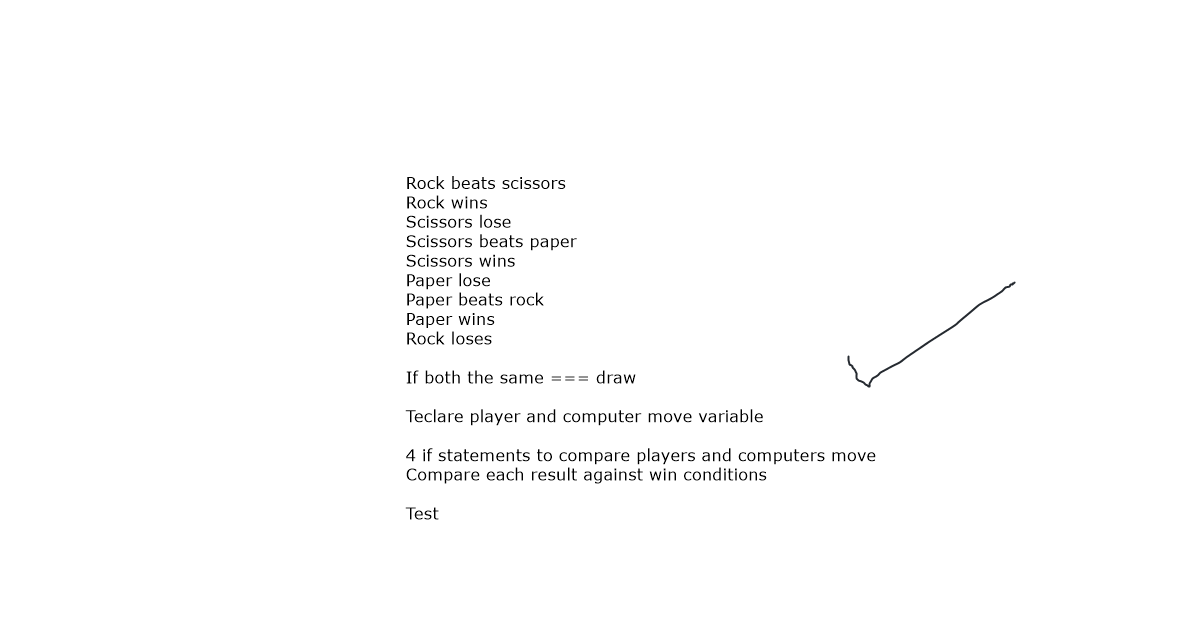 Rock beats scissors
Rock wins
Scissors lose
Scissors beats paper
Scissors wins
Paper lose
Paper beats rock
Paper wins
Rock loses
If both the same === draw
Teclare player and computer move variable
4 if statements to compare players and computers move
Compare each result against win conditions
Test